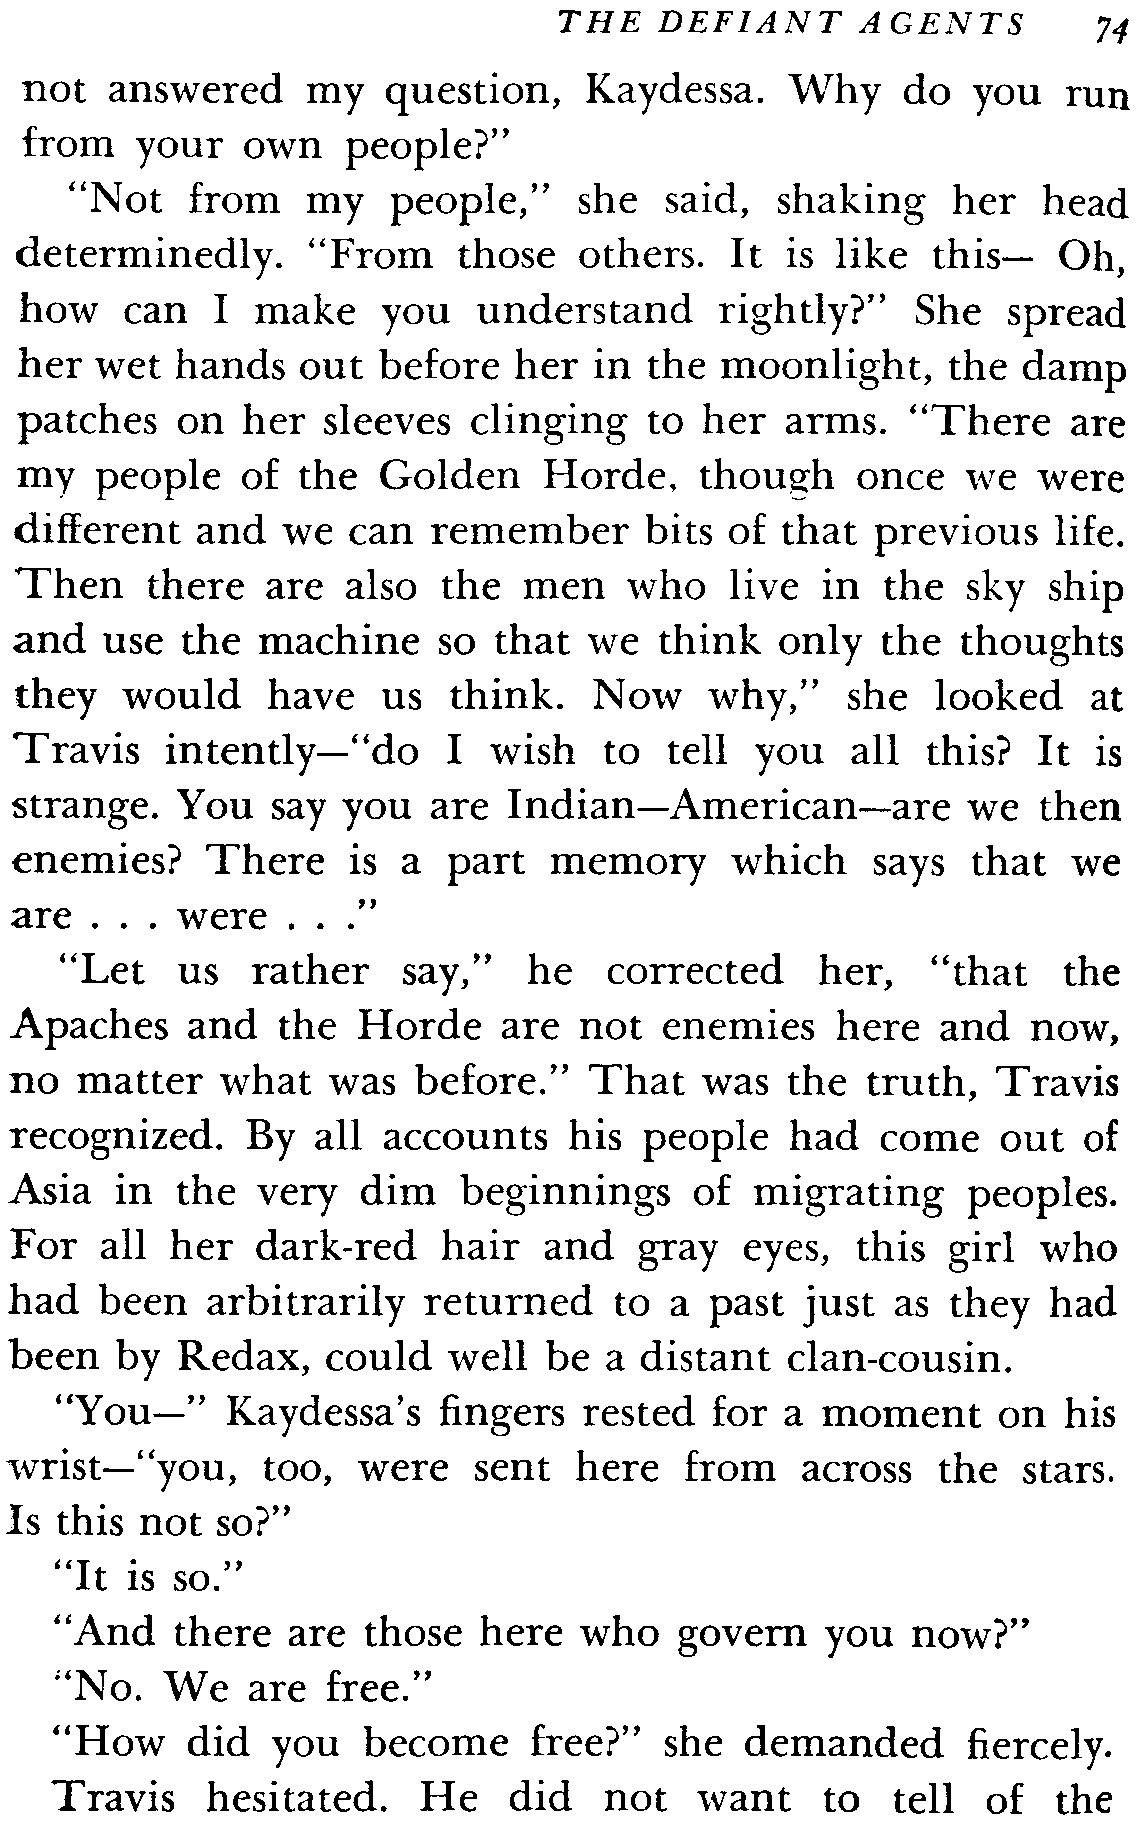 THE DEFIANT AGENTS 74
not answered my question, Kaydessa. Why do you run
from your own people?”
“Not from my people,” she said, shaking her head
determinedly. “From those others. It is like this— Oh,
how can I make you understand rightly?” She spread
her wet hands out before her in the moonlight, the damp
patches on her sleeves clinging to her arms. “There are
my people of the Golden Horde, though once we were
different and we can remember bits of that previous life.
Then there are also the men who live in the sky ship
and use the machine so that we think only the thoughts
they would have us think. Now why,” she looked at
Travis intently—“do I wish to tell you all this? It is
strange. You say you are Indian—American—are we then
enemies? There is a part memory which says that we
are . . . were . . .”
“Let us rather say,” he corrected her, “that the
Apaches and the Horde are not enemies here and now,
no matter what was before.” That was the truth, Travis
recognized. By all accounts his people had come out of
Asia in the very dim beginnings of migrating peoples.
For all her dark-red hair and gray eyes, this girl who
had been arbitrarily returned to a past just as they had
been by Redax, could well be a distant clan-cousin.
“You—” Kaydessa’s fingers rested for a moment on his
wrist—“you, too, were sent here from across the stars.
Is this not so?”
“It is so.”
“And there are those here who govern you now?”
“No. We are free.”
“How did you become free?” she demanded fiercely.
Travis hesitated. He did not want to tell of the